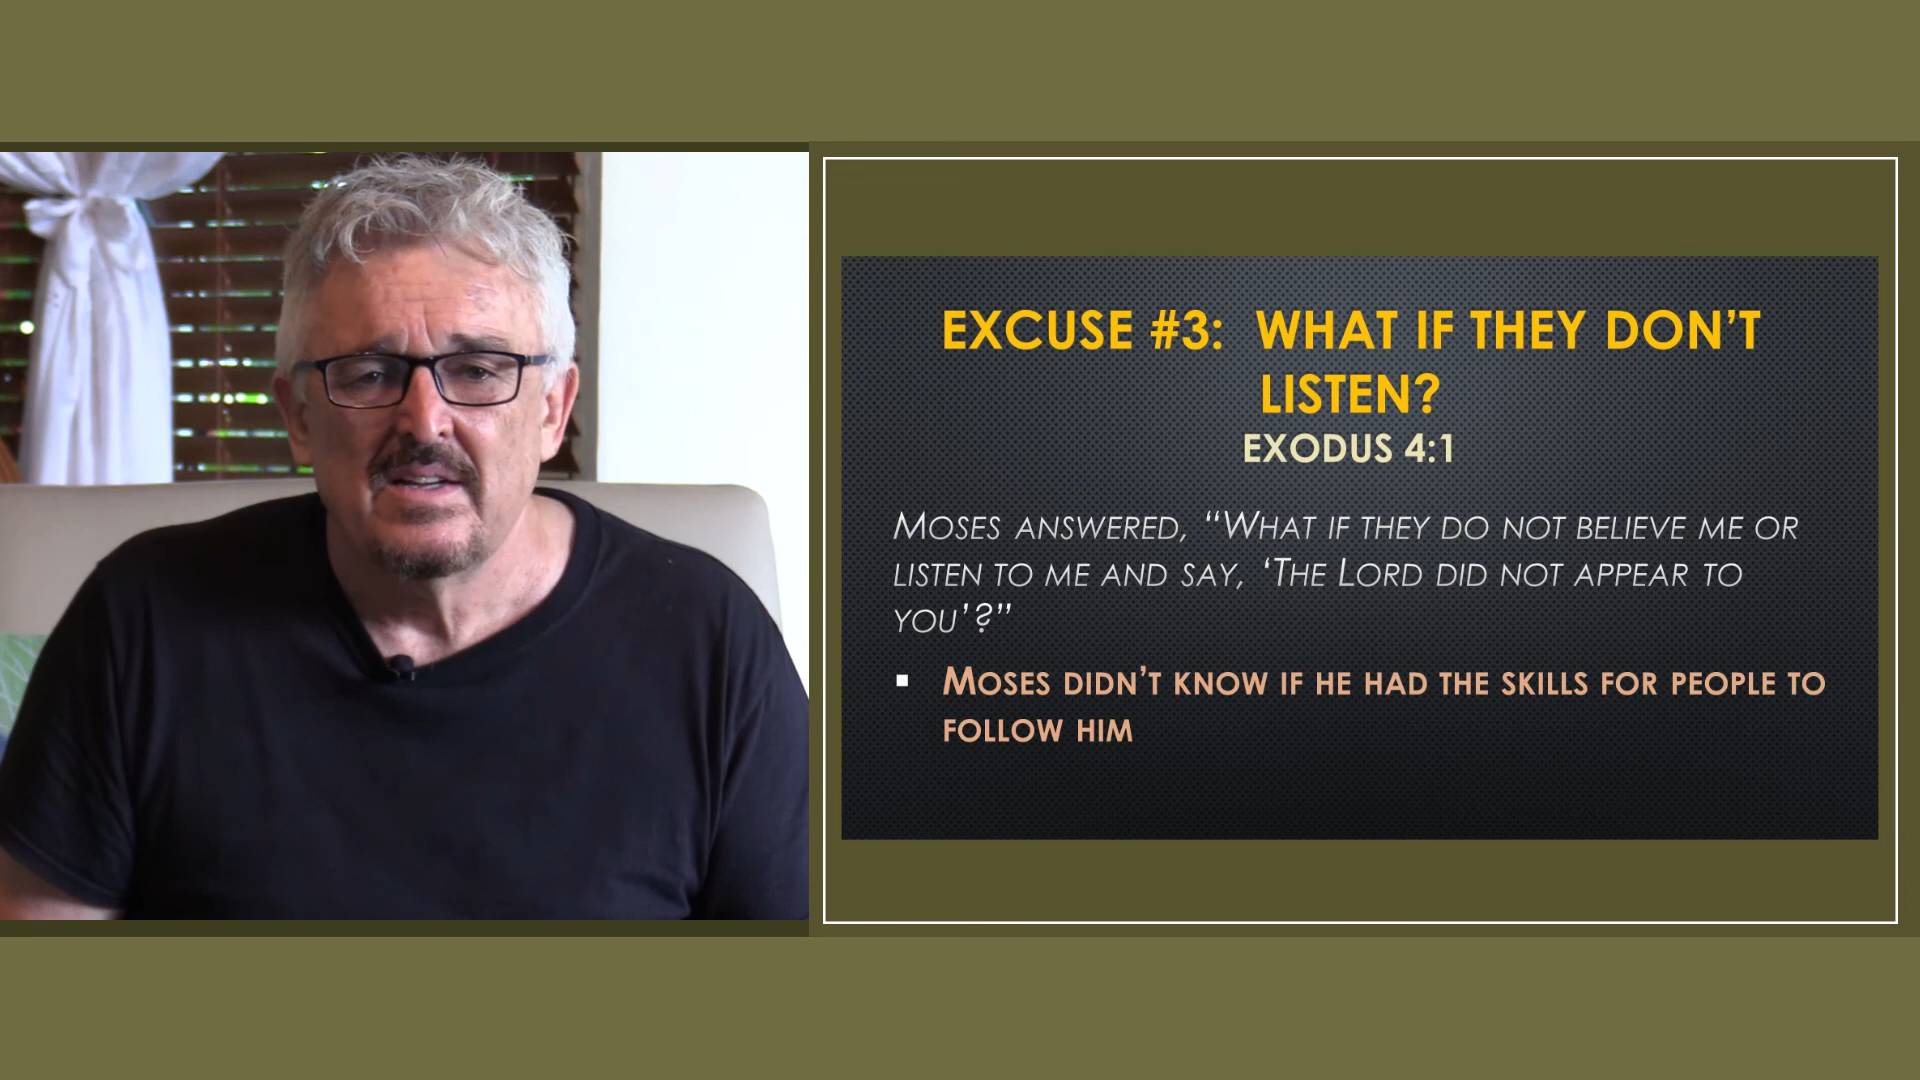 EXCUSE #3: WHAT IF THEY DON’T
LISTEN?
EXODUS 4:1
MOSES ANSWERED, “WHAT IF THEY DO NOT BELIEVE ME OR
LISTEN TO ME AND SAY, ‘THE LORD DID NOT APPEAR TO
YOU’?”
▪ MOSES DIDN’T KNOW IF HE HAD THE SKILLS FOR PEOPLE TO
FOLLOW HIM